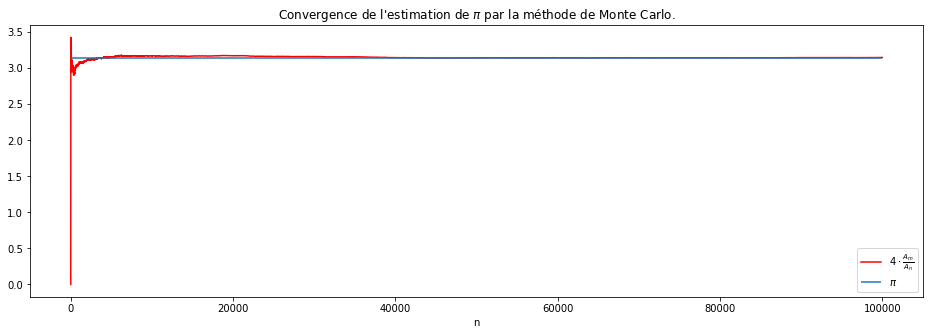 Convergence de l'estimation de π par la méthode de Monte Carlo.
3.5
3.0
2.5
2.0
1.5
1.0
0.5
0.0
0 20000 40000 60000 80000 100000
n
4 · A_m/A_n
π